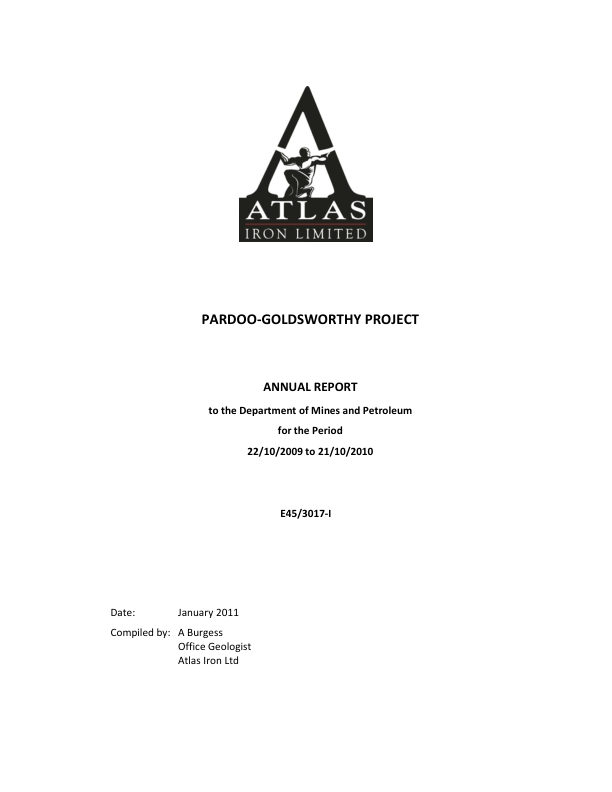 ATLAS
IRON LIMITED
PARDOO-GOLDSWORTHY PROJECT
ANNUAL REPORT
to the Department of Mines and Petroleum
for the Period
22/10/2009 to 21/10/2010
E45/3017-I
Date: January 2011
Compiled by: A Burgess
Office Geologist
Atlas Iron Ltd